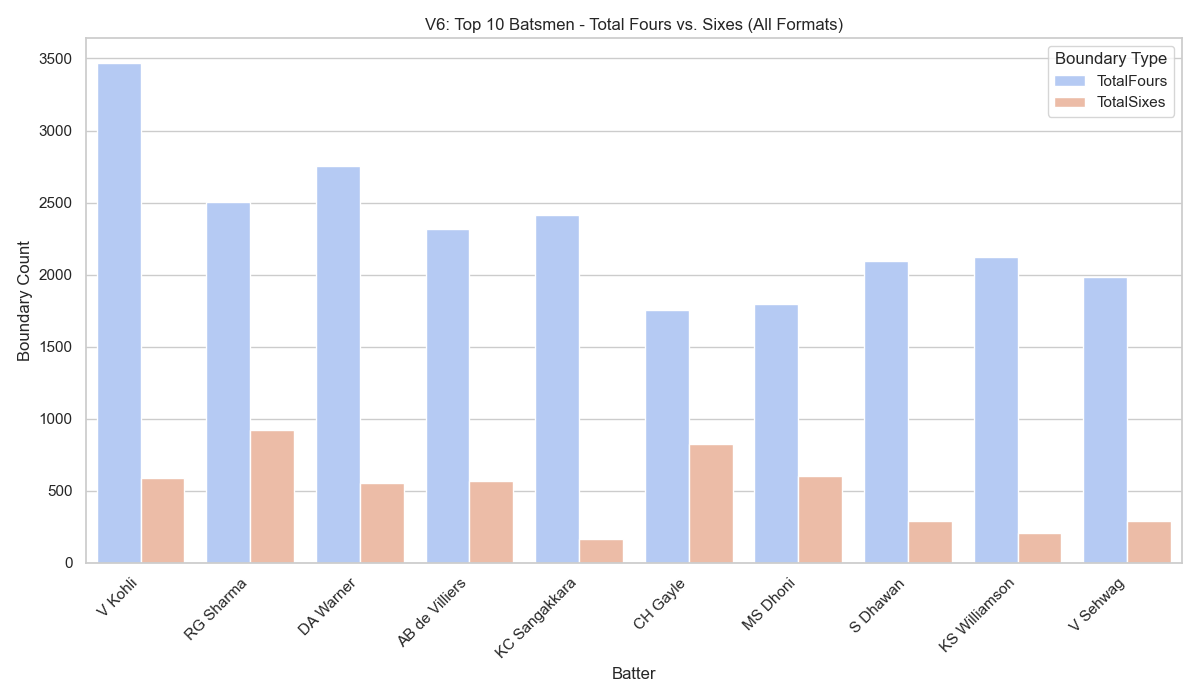 V6: Top 10 Batsmen - Total Fours vs. Sixes (All Formats)
Boundary Type
TotalFours
TotalSixes
Boundary Count
3500
3000
2500
2000
1500
1000
500
0
V Kohli
RG Sharma
DA Warner
AB de Villiers
KC Sangakkara
CH Gayle
MS Dhoni
S Dhawan
KS Williamson
V Sehwag
Batter